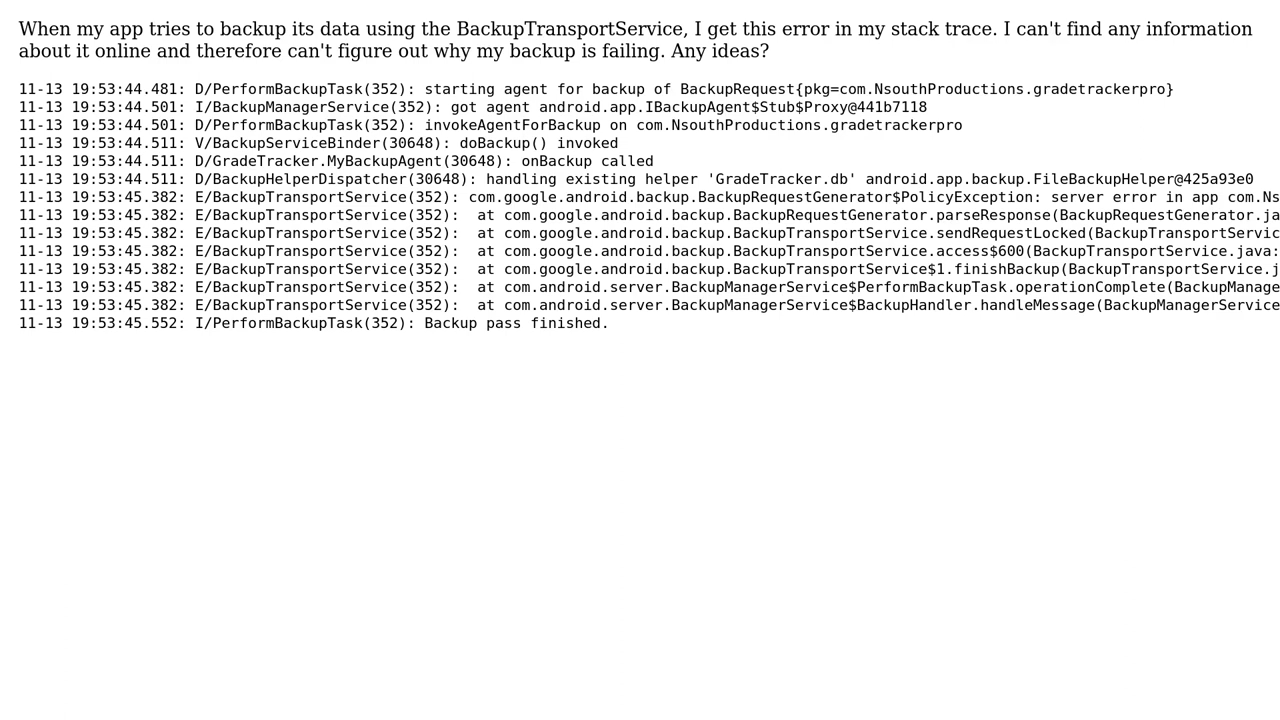 When my app tries to backup its data using the BackupTransportService, I get this error in my stack trace. I can't find any information
about it online and therefore can't figure out why my backup is failing. Any ideas?
11-13 19:53:44.481: D/PerformBackupTask(352): starting agent for backup of BackupRequest{pkg=com.NsouthProductions.gradetrackerpro}
11-13 19:53:44.501: I/BackupManagerService(352): got agent android.app.IBackupAgent$Stub$Proxy@441b7118
11-13 19:53:44.501: D/PerformBackupTask(352): invokeAgentForBackup on com.NsouthProductions.gradetrackerpro
11-13 19:53:44.511: V/BackupServiceBinder(30648): doBackup() invoked
11-13 19:53:44.511: D/GradeTracker.MyBackupAgent(30648): onBackup called
11-13 19:53:44.511: D/BackupHelperDispatcher(30648): handling existing helper 'GradeTracker.db' android.app.backup.FileBackupHelper@425a93e0
11-13 19:53:45.382: E/BackupTransportService(352): com.google.android.backup.BackupRequestGenerator$PolicyException: server error in app com.Ns
11-13 19:53:45.382: E/BackupTransportService(352):  at com.google.android.backup.BackupRequestGenerator.parseResponse(BackupRequestGenerator.ja
11-13 19:53:45.382: E/BackupTransportService(352):  at com.google.android.backup.BackupTransportService.sendRequestLocked(BackupTransportServic
11-13 19:53:45.382: E/BackupTransportService(352):  at com.google.android.backup.BackupTransportService.access$600(BackupTransportService.java:
11-13 19:53:45.382: E/BackupTransportService(352):  at com.google.android.backup.BackupTransportService$1.finishBackup(BackupTransportService.j
11-13 19:53:45.382: E/BackupTransportService(352):  at com.android.server.BackupManagerService$PerformBackupTask.operationComplete(BackupManage
11-13 19:53:45.382: E/BackupTransportService(352):  at com.android.server.BackupManagerService$BackupHandler.handleMessage(BackupManagerService
11-13 19:53:45.552: I/PerformBackupTask(352): Backup pass finished.